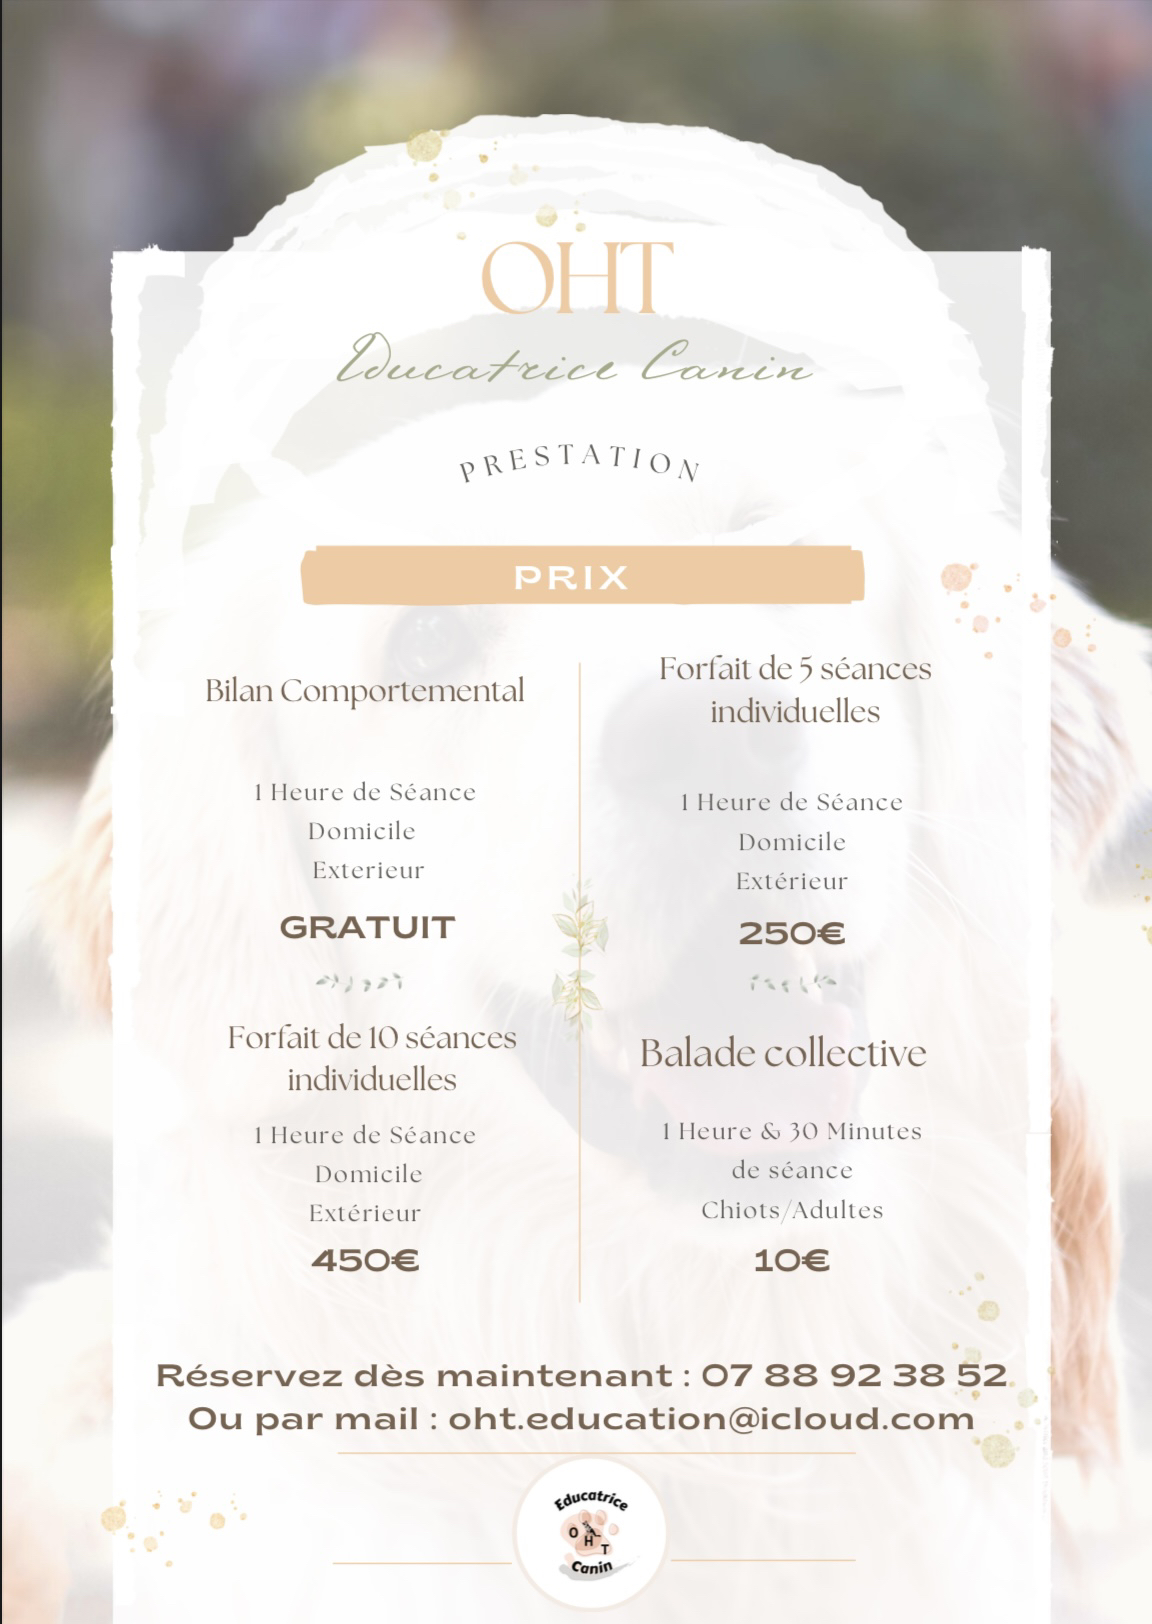 OHT
Educatrice Canin
PRESTATION
PRIX
Bilan Comportemental
1 Heure de Séance
Domicile
Exterieur
GRATUIT
Forfait de 5 séances
individuelles
1 Heure de Séance
Domicile
Extérieur
250€
Forfait de 10 séances
individuelles
1 Heure de Séance
Domicile
Extérieur
450€
Balade collective
1 Heure & 30 Minutes
de séance
Chiots/Adultes
10€
Réservez dès maintenant : 07 88 92 38 52
Ou par mail : oht.education@icloud.com
Educatrice
OHT
Canin